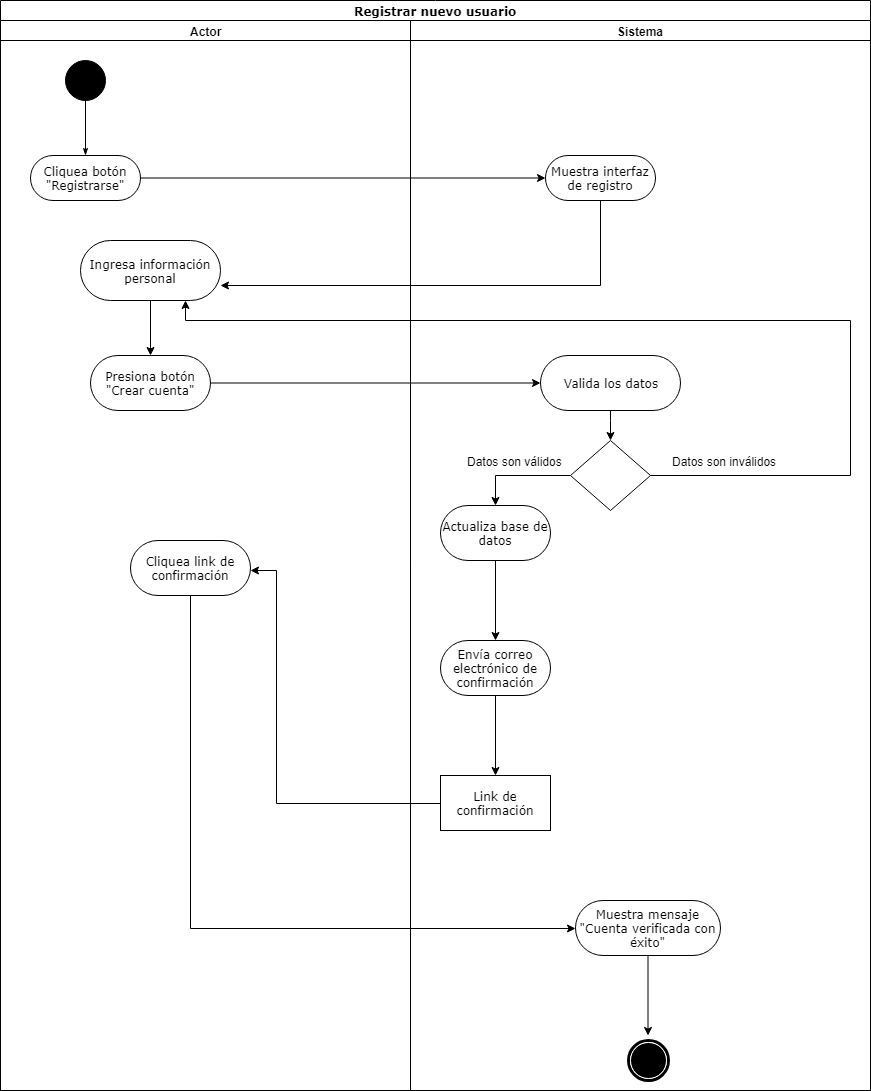 Registrar nuevo usuario
Actor
Sistema
Cliquea botón
"Registrarse"
Muestra interfaz
de registro
Ingresa información
personal
Presiona botón
"Crear cuenta"
Valida los datos
Datos son válidos
Datos son inválidos
Actualiza base de
datos
Cliquea link de
confirmación
Envía correo
electrónico de
confirmación
Link de
confirmación
Muestra mensaje
"Cuenta verificada con
éxito"